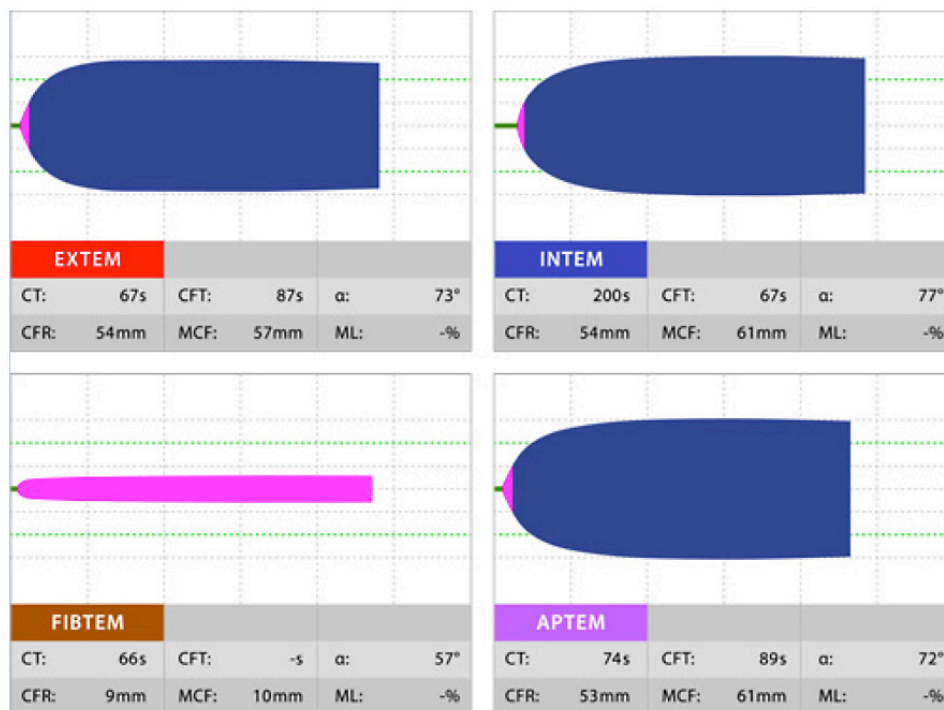 EXTEM
CT: 67s CFT: 87s α: 73°
CFR: 54mm MCF: 57mm ML: -%
INTEM
CT: 200s CFT: 67s α: 77°
CFR: 54mm MCF: 61mm ML: -%
FIBTEM
CT: 66s CFT: -s α: 57°
CFR: 9mm MCF: 10mm ML: -%
APTEM
CT: 74s CFT: 89s α: 72°
CFR: 53mm MCF: 61mm ML: -%